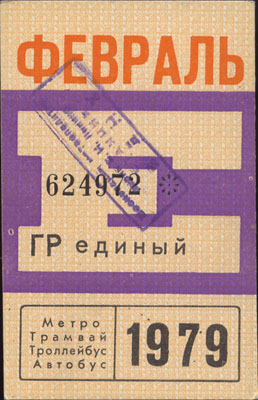 ФЕВРАЛЬ
624972
ГР единый
Метро
Трамвай
Троллейбус
Автобус
1979